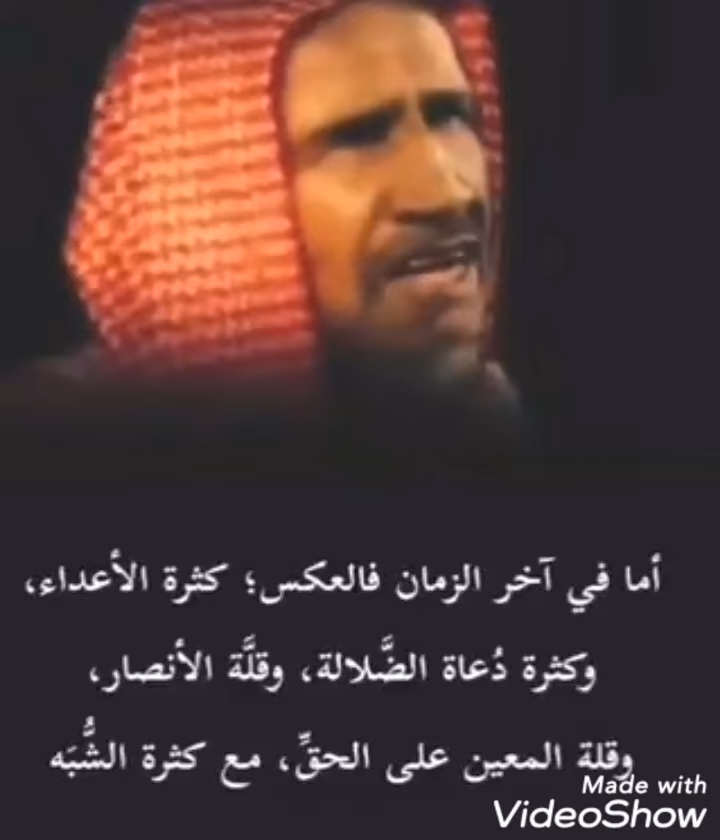 أما في آخر الزمان فالعكس؛ كثرة الأعداء،
وكثرة دُعاة الضَّلالة، وقلَّة الأنصار،
وقلة المعين على الحقِّ، مع كثرة الشُّبَه
Made with
VideoShow